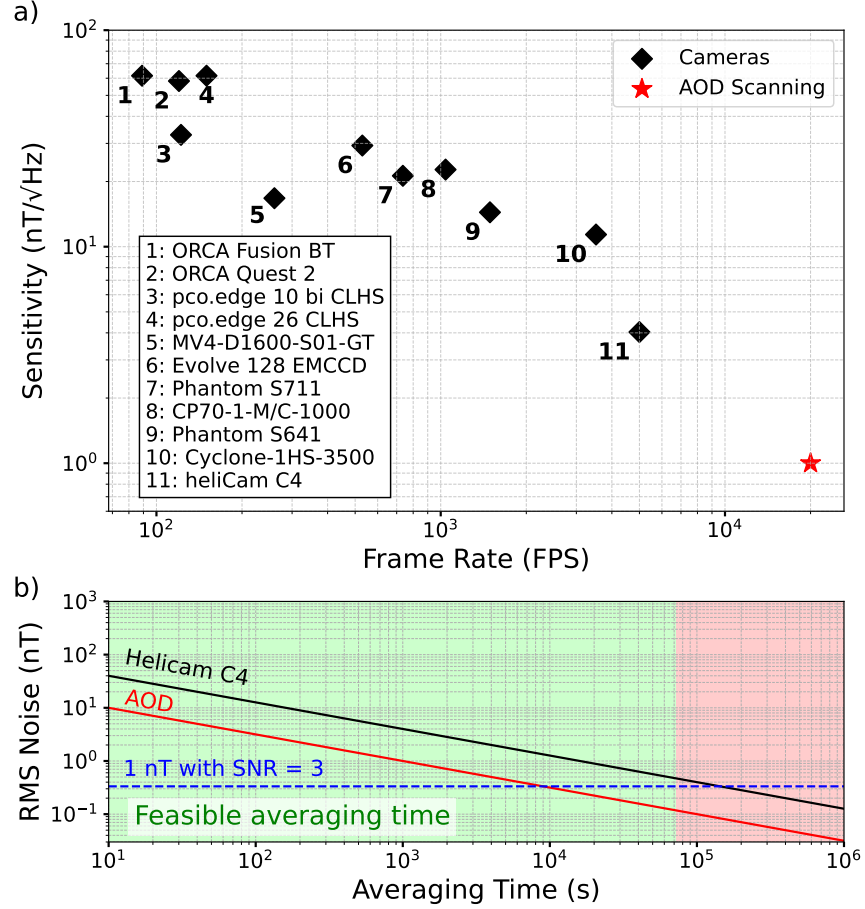 a)
10²
10¹
10⁰
Sensitivity (nT/√Hz)
Cameras
AOD Scanning
1
2
4
3
5
6
7
8
9
10
11
1: ORCA Fusion BT
2: ORCA Quest 2
3: pco.edge 10 bi CLHS
4: pco.edge 26 CLHS
5: MV4-D1600-S01-GT
6: Evolve 128 EMCCD
7: Phantom S711
8: CP70-1-M/C-1000
9: Phantom S641
10: Cyclone-1HS-3500
11: heliCam C4
10² 10³ 10⁴
Frame Rate (FPS)
b)
10³
10²
10¹
10⁰
10⁻¹
RMS Noise (nT)
Helicam C4
AOD
1 nT with SNR = 3
Feasible averaging time
10¹ 10² 10³ 10⁴ 10⁵ 10⁶
Averaging Time (s)